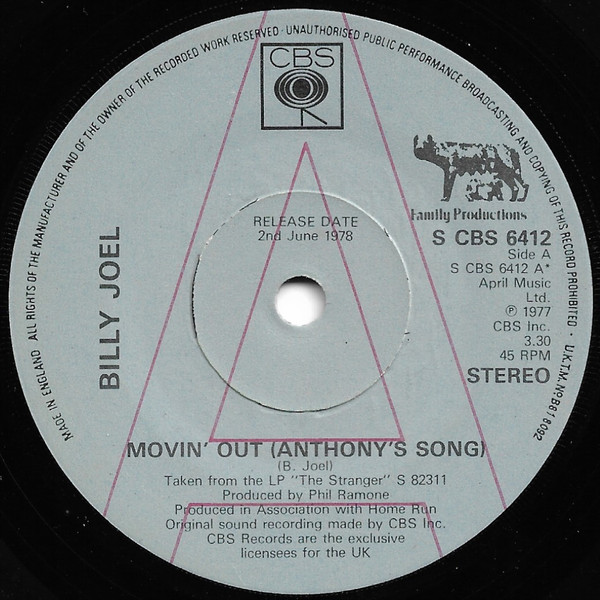 MADE IN ENGLAND ALL RIGHTS OF THE MANUFACTURER AND OF THE OWNER OF THE RECORDED WORK RESERVED · UNAUTHORISED PUBLIC PERFORMANCE BROADCASTING AND COPYING OF THIS RECORD PROHIBITED · U.K.T.M. Nº B618092
CBS
A
Family Productions
RELEASE DATE
2nd June 1978
BILLY JOEL
S CBS 6412
Side A
S CBS 6412 A*
April Music
Ltd.
℗ 1977
CBS Inc.
3.30
45 RPM
STEREO
MOVIN' OUT (ANTHONY'S SONG)
(B. Joel)
Taken from the LP "The Stranger" S 82311
Produced by Phil Ramone
Produced in Association with Home Run
Original sound recording made by CBS Inc.
CBS Records are the exclusive
licensees for the UK